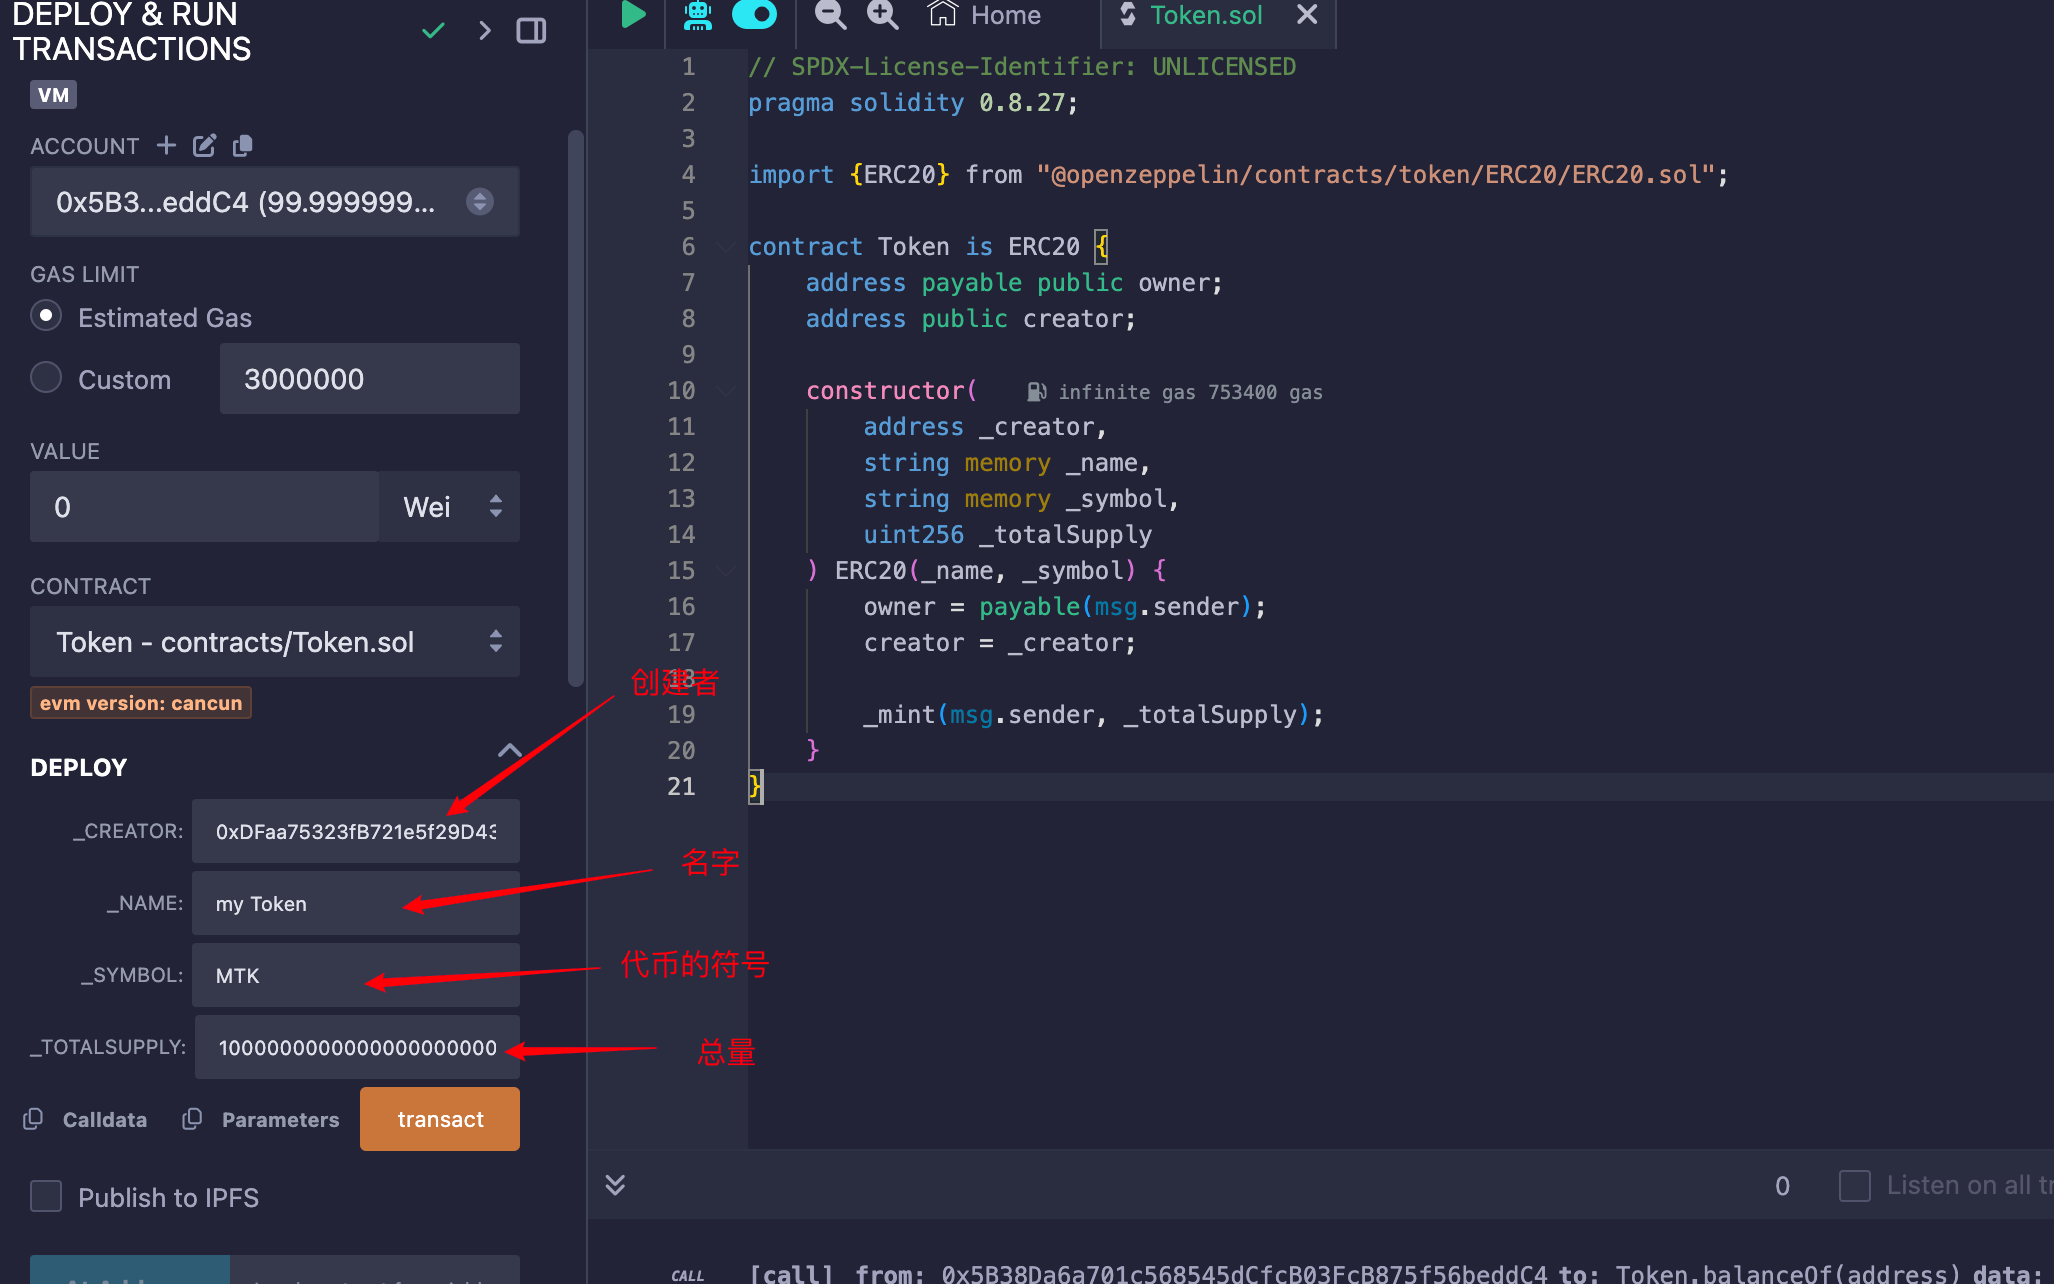 DEPLOY & RUN
TRANSACTIONS
VM
ACCOUNT
0x5B3...eddC4 (99.999999...
GAS LIMIT
Estimated Gas
Custom
3000000
VALUE
0
Wei
CONTRACT
Token - contracts/Token.sol
evm version: cancun
DEPLOY
_CREATOR:
0xDFaa75323fB721e5f29D43
_NAME:
my Token
_SYMBOL:
MTK
_TOTALSUPPLY:
Calldata
Parameters
transact
Publish to IPFS
创建者
名字
代币的符号
总量
Home
Token.sol
1 // SPDX-License-Identifier: UNLICENSED
2 pragma solidity 0.8.27;
3
4 import {ERC20} from "@openzeppelin/contracts/token/ERC20/ERC20.sol";
5
6 contract Token is ERC20 {
7 address payable public owner;
8 address public creator;
9
10 constructor( infinite gas 753400 gas
11 address _creator,
12 string memory _name,
13 string memory _symbol,
14 uint256 _totalSupply
15 ) ERC20(_name, _symbol) {
16 owner = payable(msg.sender);
17 creator = _creator;
18
19 _mint(msg.sender, _totalSupply);
20 }
21 }
0
Listen on all
CALL
[call] from: 0x5B38Da6a701c568545dCfcB03FcB875f56beddC4 to: Token.balanceOf(address) data: